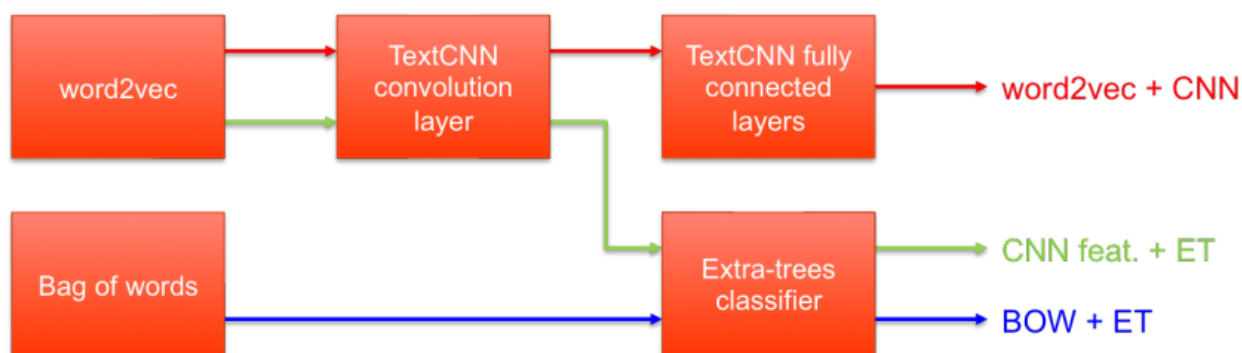 word2vec
TextCNN
convolution
layer
TextCNN fully
connected
layers
word2vec + CNN
Bag of words
Extra-trees
classifier
CNN feat. + ET
BOW + ET